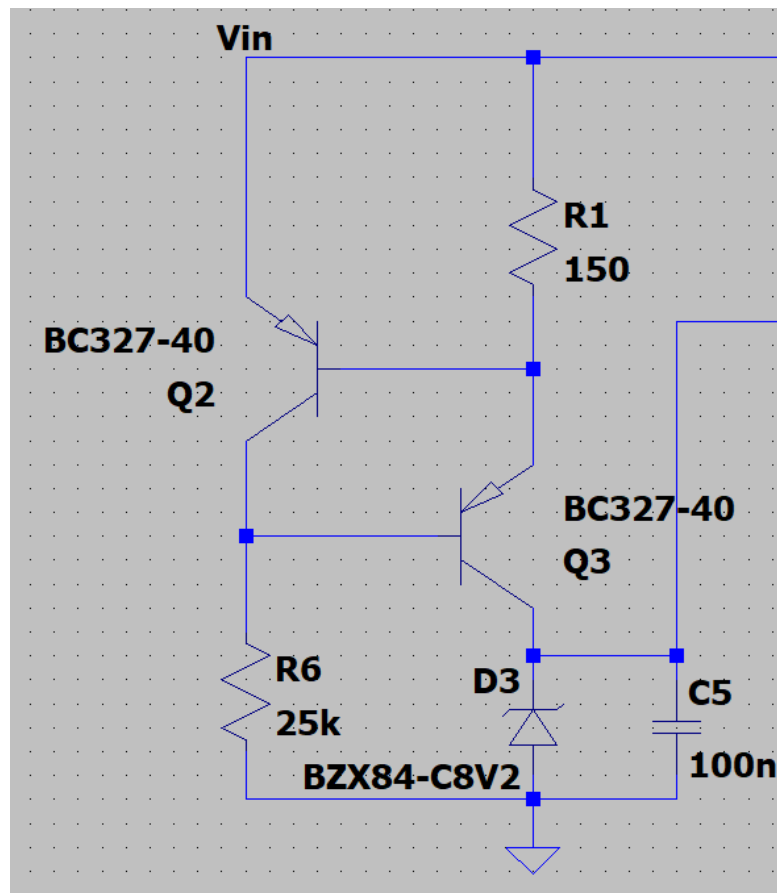 Vin
R1
150
BC327-40
Q2
BC327-40
Q3
R6
25k
D3
BZX84-C8V2
C5
100n